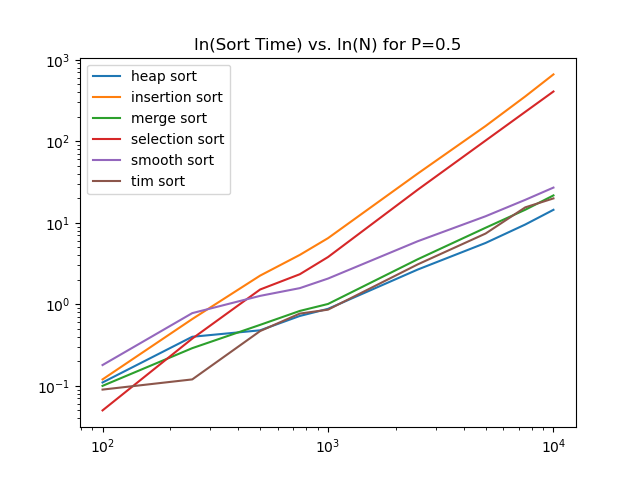 ln(Sort Time) vs. ln(N) for P=0.5
heap sort
insertion sort
merge sort
selection sort
smooth sort
tim sort
10³
10²
10¹
10⁰
10⁻¹
10² 10³ 10⁴